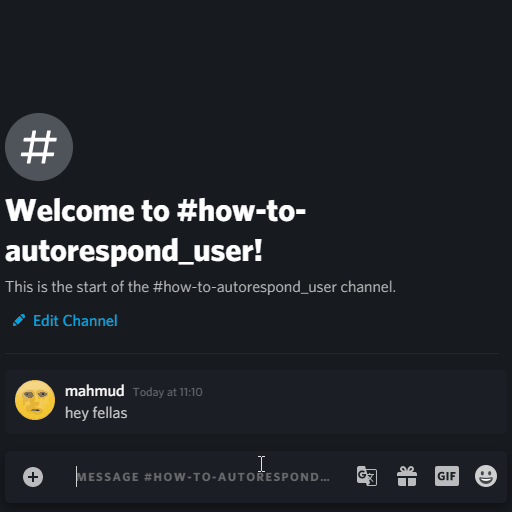 Welcome to #how-to-
autorespond_user!
This is the start of the #how-to-autorespond_user channel.
Edit Channel
mahmud Today at 11:10
hey fellas
MESSAGE #HOW-TO-AUTORESPOND...
GIF